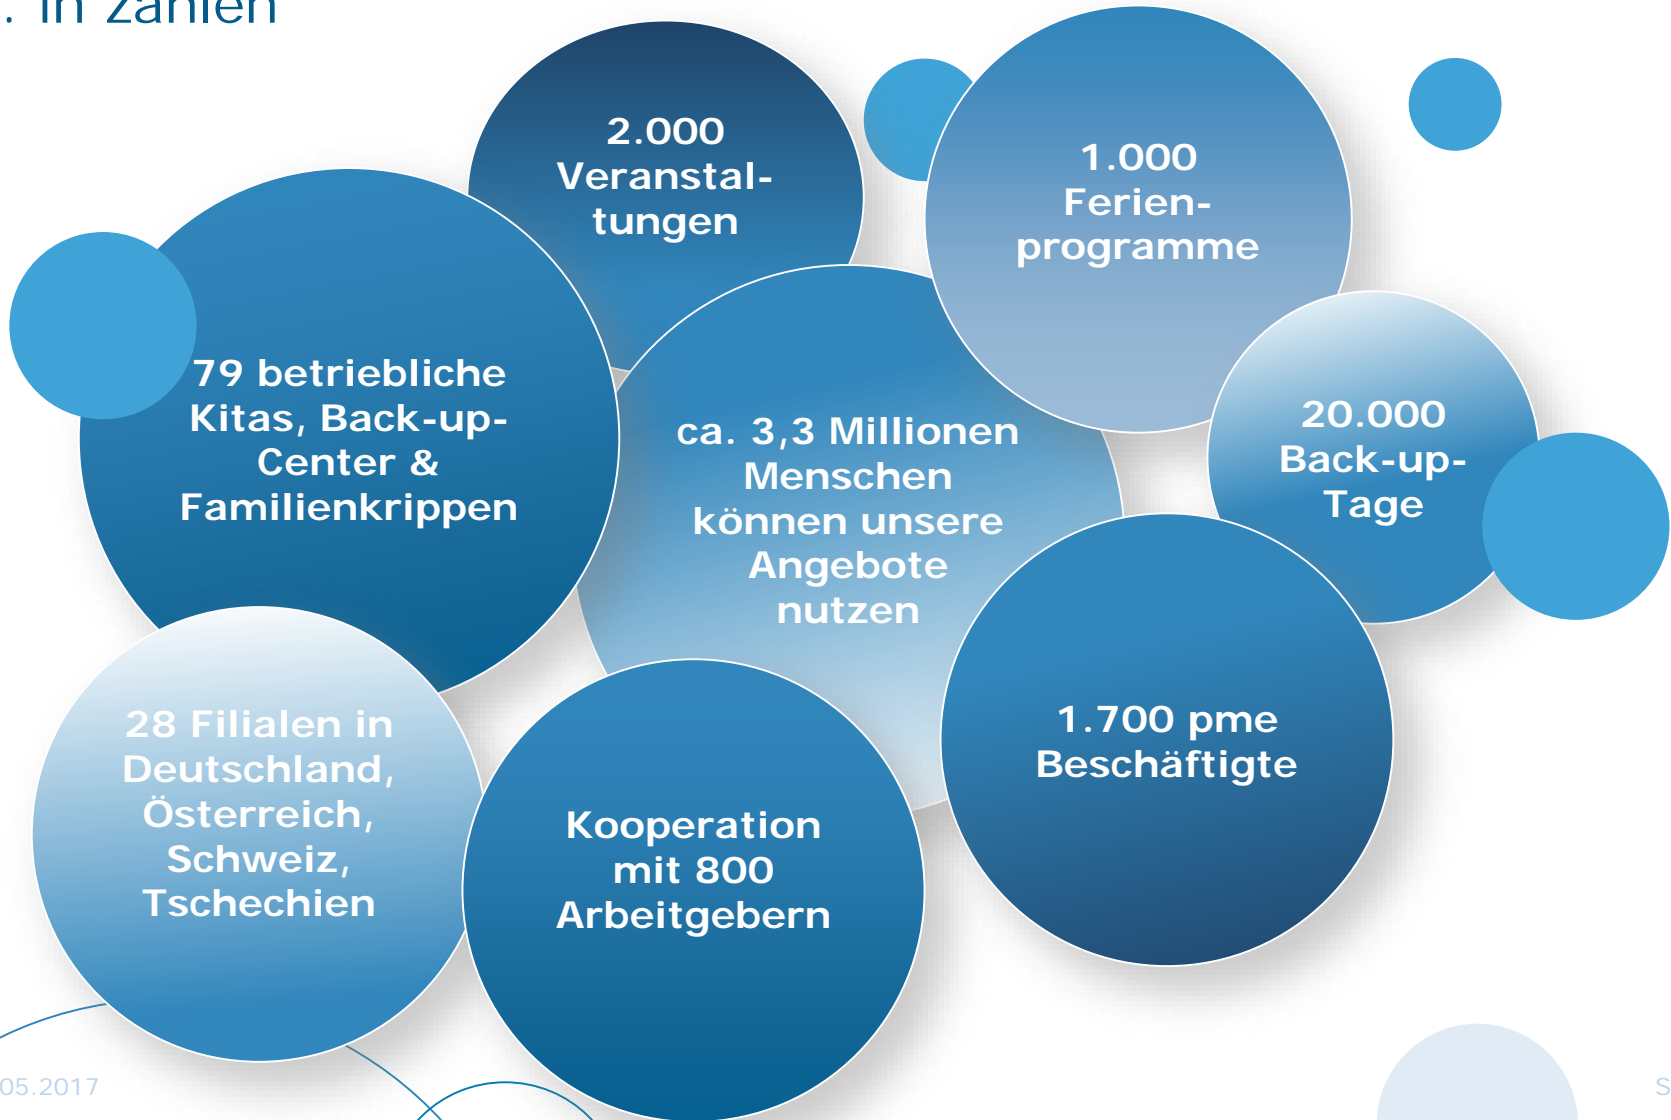 . in Zahlen
2.000
Veranstal-
tungen
1.000
Ferien-
programme
79 betriebliche
Kitas, Back-up-
Center &
Familienkrippen
ca. 3,3 Millionen
Menschen
können unsere
Angebote
nutzen
20.000
Back-up-
Tage
28 Filialen in
Deutschland,
Österreich,
Schweiz,
Tschechien
Kooperation
mit 800
Arbeitgebern
1.700 pme
Beschäftigte
05.2017
S